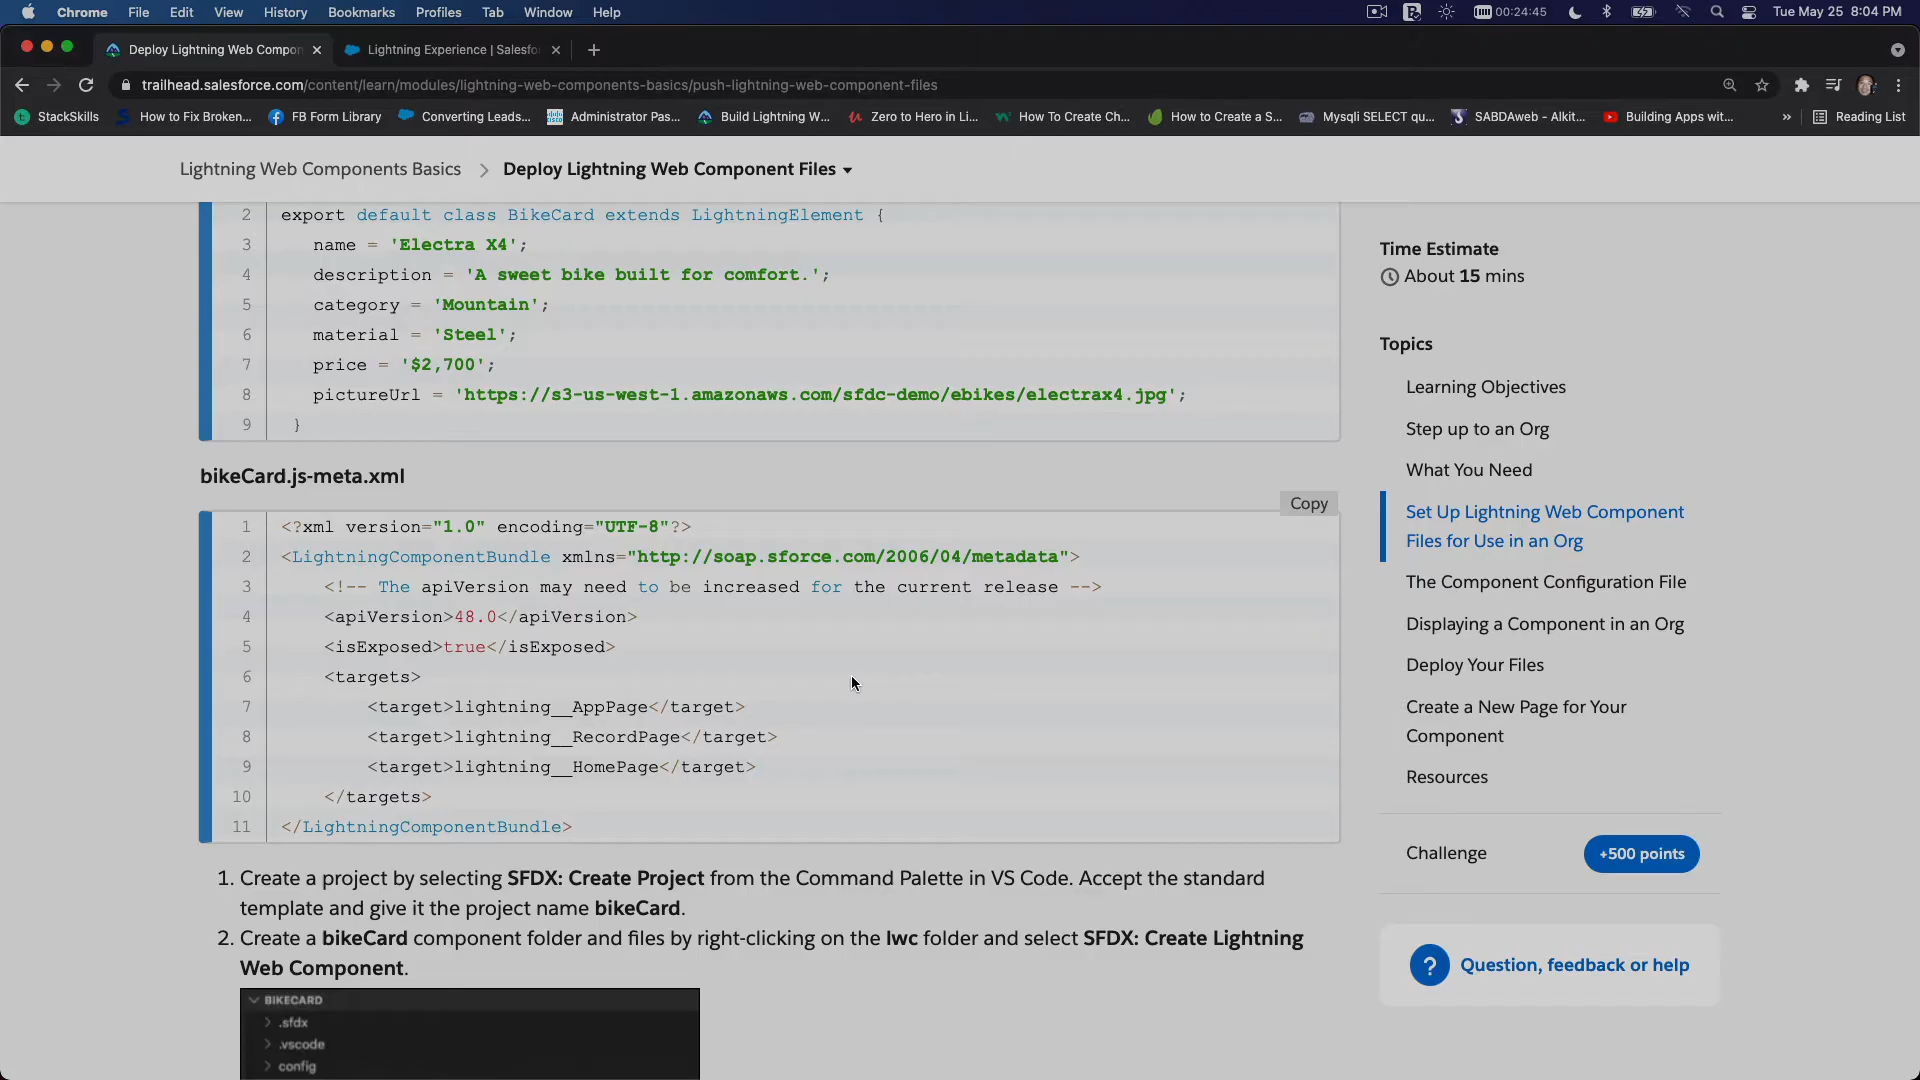 Chrome File Edit View History Bookmarks Profiles Tab Window Help 00:24:45 Tue May 25 8:04 PM
Deploy Lightning Web Compon Lightning Experience | Salesfo
trailhead.salesforce.com/content/learn/modules/lightning-web-components-basics/push-lightning-web-component-files
StackSkills How to Fix Broken... FB Form Library Converting Leads... Administrator Pas... Build Lightning W... Zero to Hero in Li... How To Create Ch... How to Create a S... Mysqli SELECT qu... SABDAweb - Alkit... Building Apps wit... » Reading List
Lightning Web Components Basics Deploy Lightning Web Component Files
2 export default class BikeCard extends LightningElement {
3 name = 'Electra X4';
4 description = 'A sweet bike built for comfort.';
5 category = 'Mountain';
6 material = 'Steel';
7 price = '$2,700';
8 pictureUrl = 'https://s3-us-west-1.amazonaws.com/sfdc-demo/ebikes/electrax4.jpg';
9 }
bikeCard.js-meta.xml
Copy
1 <?xml version="1.0" encoding="UTF-8"?>
2 <LightningComponentBundle xmlns="http://soap.sforce.com/2006/04/metadata">
3 <!-- The apiVersion may need to be increased for the current release -->
4 <apiVersion>48.0</apiVersion>
5 <isExposed>true</isExposed>
6 <targets>
7 <target>lightning__AppPage</target>
8 <target>lightning__RecordPage</target>
9 <target>lightning__HomePage</target>
10 </targets>
11 </LightningComponentBundle>
1. Create a project by selecting SFDX: Create Project from the Command Palette in VS Code. Accept the standard
template and give it the project name bikeCard.
2. Create a bikeCard component folder and files by right-clicking on the lwc folder and select SFDX: Create Lightning
Web Component.
BIKECARD
.sfdx
.vscode
config
Time Estimate
About 15 mins
Topics
Learning Objectives
Step up to an Org
What You Need
Set Up Lightning Web Component
Files for Use in an Org
The Component Configuration File
Displaying a Component in an Org
Deploy Your Files
Create a New Page for Your
Component
Resources
Challenge +500 points
? Question, feedback or help